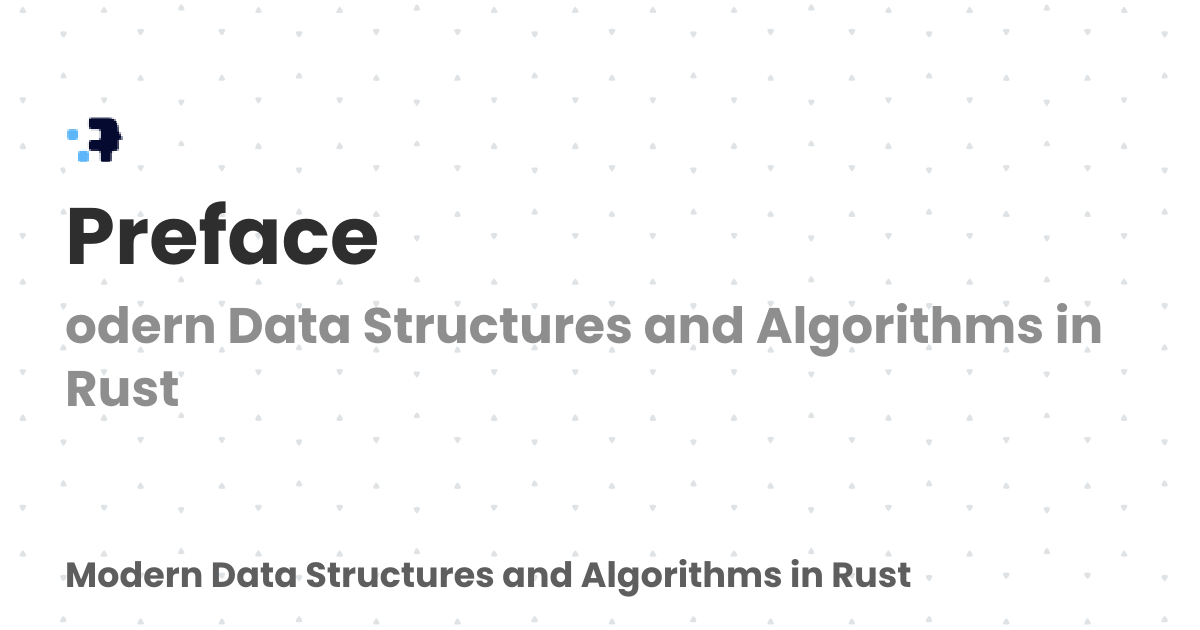 Preface
odern Data Structures and Algorithms in
Rust
Modern Data Structures and Algorithms in Rust